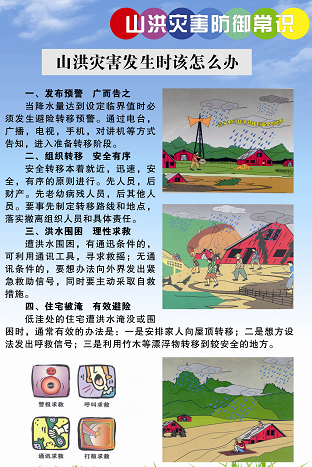 山洪灾害防御常识
山洪灾害发生时该怎么办
一、发布预警 广而告之
当降水量达到设定临界值时必
须发生避险转移预警。通过电台，
广播，电视，手机，对讲机等方式
告知，进入准备转移阶段。
二、组织转移 安全有序
安全转移本着就近，迅速，安
全，有序的原则进行。先人员，后
财产。先老幼病残人员，后其他人
员。要事先定制转移路线和地点，
落实撤离组织人员和具体责任。
三、洪水围困 理性求救
遭洪水围困，有通讯条件的，
可利用通讯工具，寻求救援；无通
讯条件的，要想办法向外界发出紧
急救助信号，同时要主动采取自救
措施。
四、住宅被淹 有效避险
低洼处的住宅遭洪水淹没或围
困时，通常有效的办法是：一是安排家人向屋顶转移；二是想方设
法发出呼救信号；三是利用竹木等漂浮物转移到较安全的地方。
警报求救
呼叫求救
通讯求救
打鼓求救